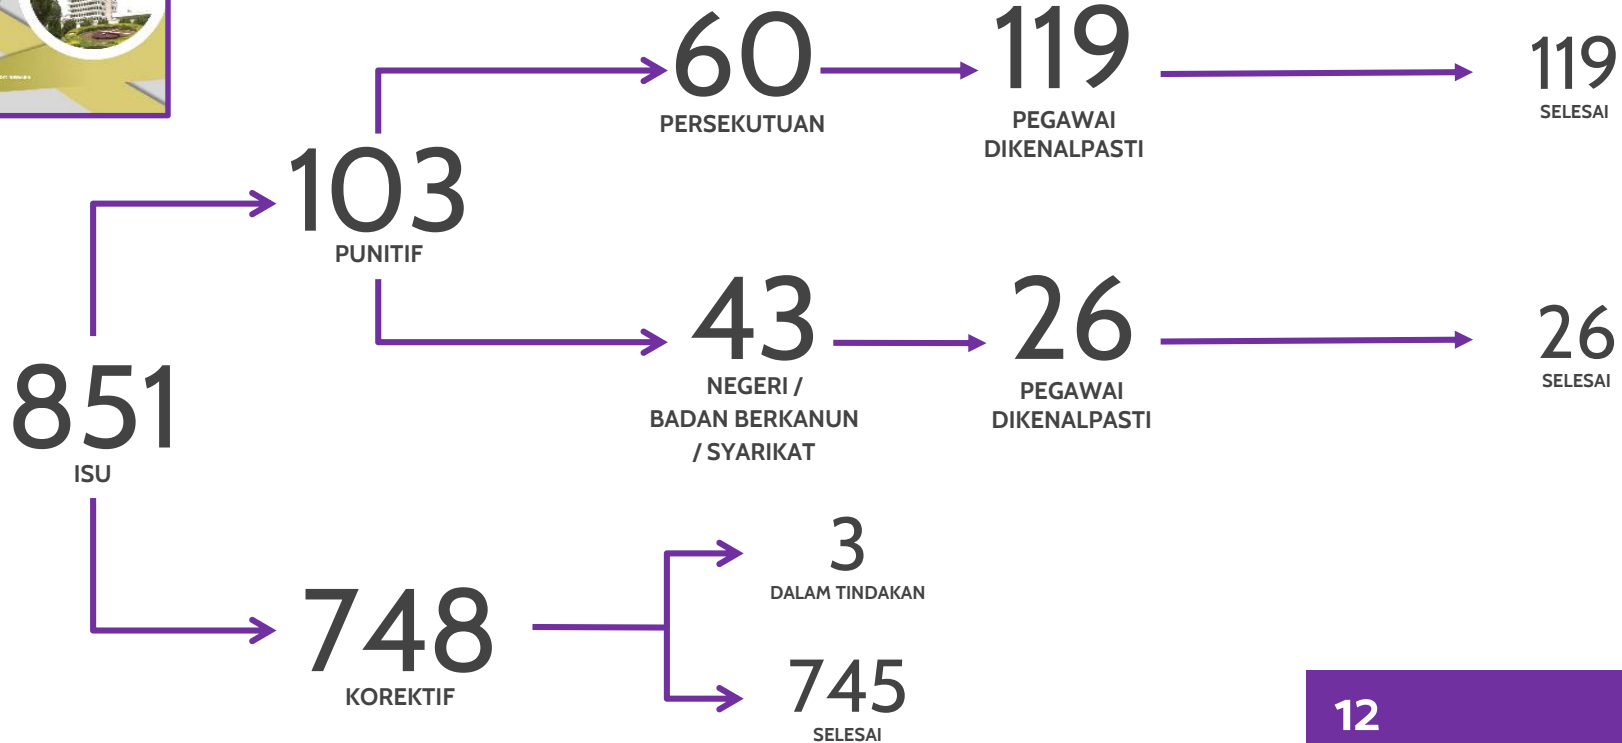 60
PERSEKUTUAN
119
PEGAWAI
DIKENALPASTI
119
SELESAI
103
PUNITIF
43
NEGERI /
BADAN BERKANUN
/ SYARIKAT
26
PEGAWAI
DIKENALPASTI
26
SELESAI
851
ISU
3
DALAM TINDAKAN
748
KOREKTIF
745
SELESAI
12